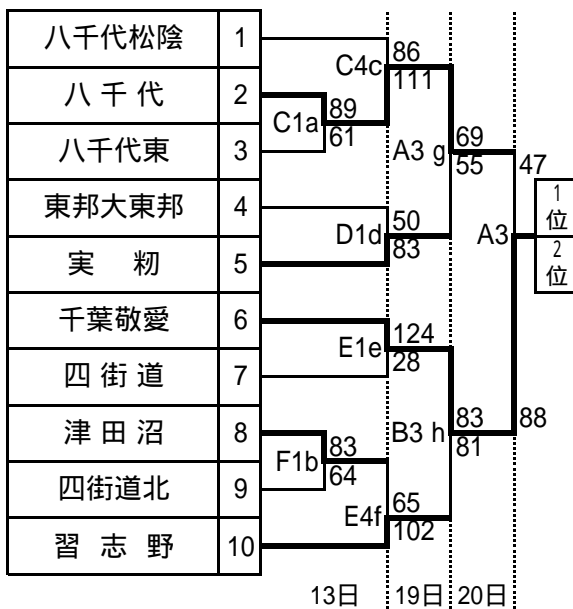 八千代松陰 1
八千代 2
八千代東 3
東邦大東邦 4
実籾 5
千葉敬愛 6
四街道 7
津田沼 8
四街道北 9
習志野 10
C1a
89
61
C4c
86
111
D1d
50
83
A3 g
69
55
E1e
124
28
F1b
83
64
E4f
65
102
B3 h
83
81
A3
47
88
1位
2位
13日 19日 20日